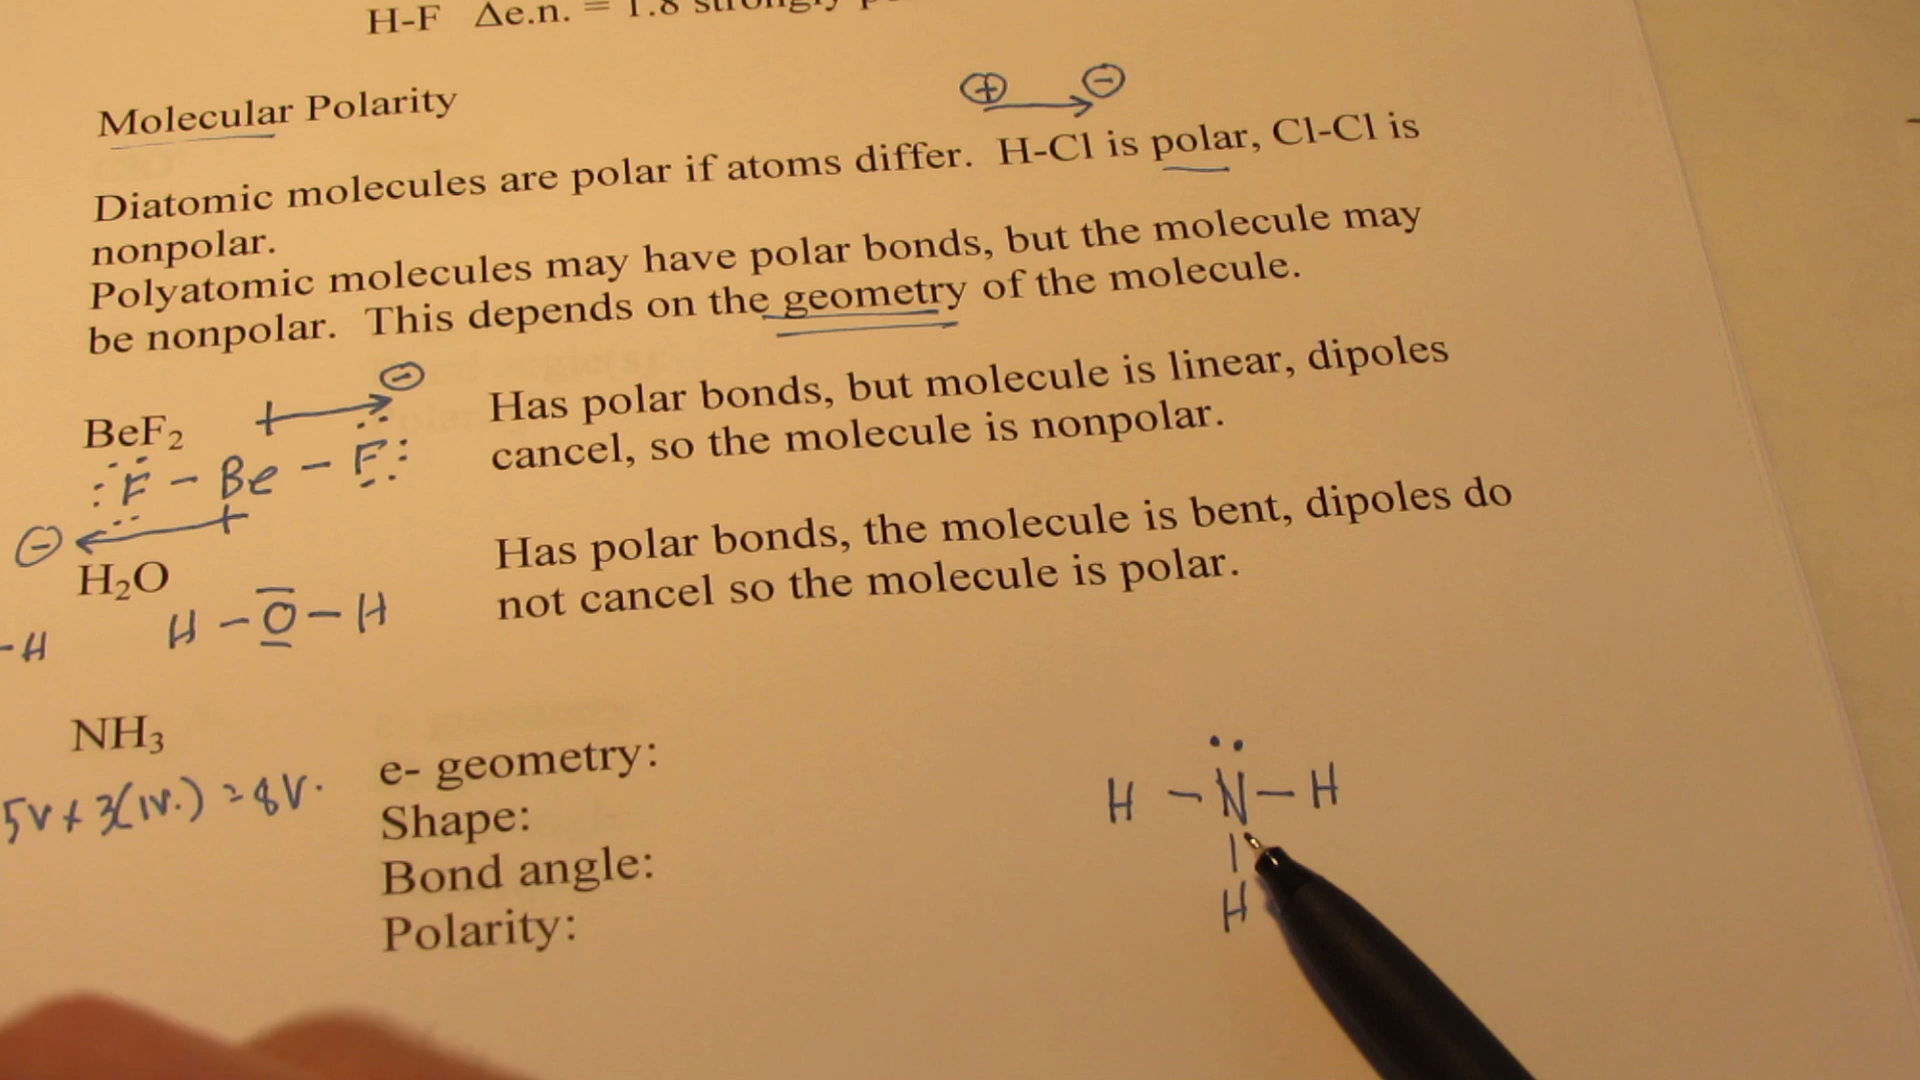 H-F Δe.n. = 1.8 strongly
Molecular Polarity
⊕ ⊖
Diatomic molecules are polar if atoms differ. H-Cl is polar, Cl-Cl is
nonpolar.
Polyatomic molecules may have polar bonds, but the molecule may
be nonpolar. This depends on the geometry of the molecule.
⊖
BeF₂
Has polar bonds, but molecule is linear, dipoles
cancel, so the molecule is nonpolar.
F - Be - F
⊖
H₂O
Has polar bonds, the molecule is bent, dipoles do
not cancel so the molecule is polar.
H - O - H
-H
NH₃
5V + 3(1V.) = 8V.
e- geometry:
Shape:
Bond angle:
Polarity:
H - N - H
H